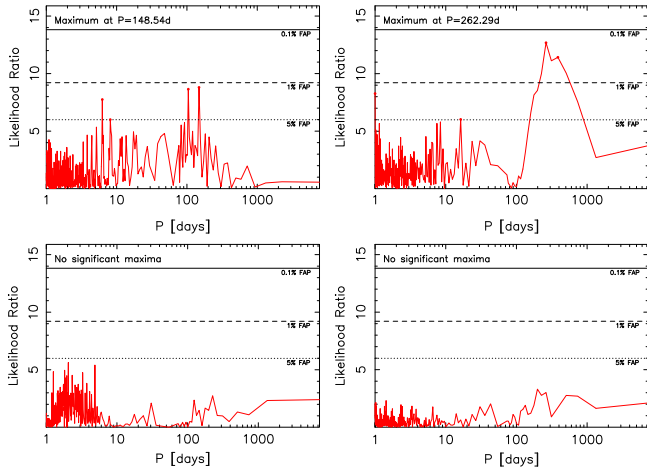 Maximum at P=148.54d
0.1% FAP
1% FAP
5% FAP
15
10
5
Likelihood Ratio
1
10
100
1000
P [days]
Maximum at P=262.29d
0.1% FAP
1% FAP
5% FAP
15
10
5
Likelihood Ratio
1
10
100
1000
P [days]
No significant maxima
0.1% FAP
1% FAP
5% FAP
15
10
5
Likelihood Ratio
1
10
100
1000
P [days]
No significant maxima
0.1% FAP
1% FAP
5% FAP
15
10
5
Likelihood Ratio
1
10
100
1000
P [days]